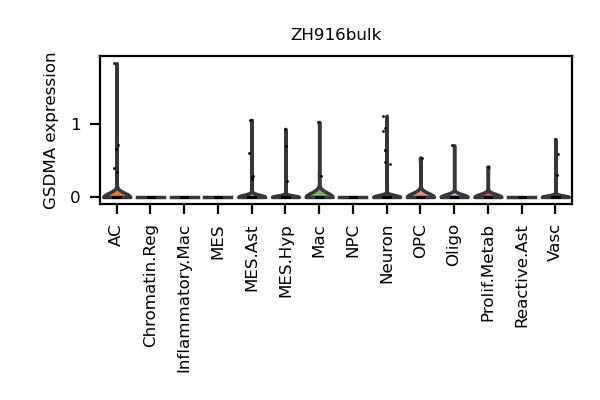 ZH916bulk
GSDMA expression
1
0
AC
Chromatin.Reg
Inflammatory.Mac
MES
MES.Ast
MES.Hyp
Mac
NPC
Neuron
OPC
Oligo
Prolif.Metab
Reactive.Ast
Vasc